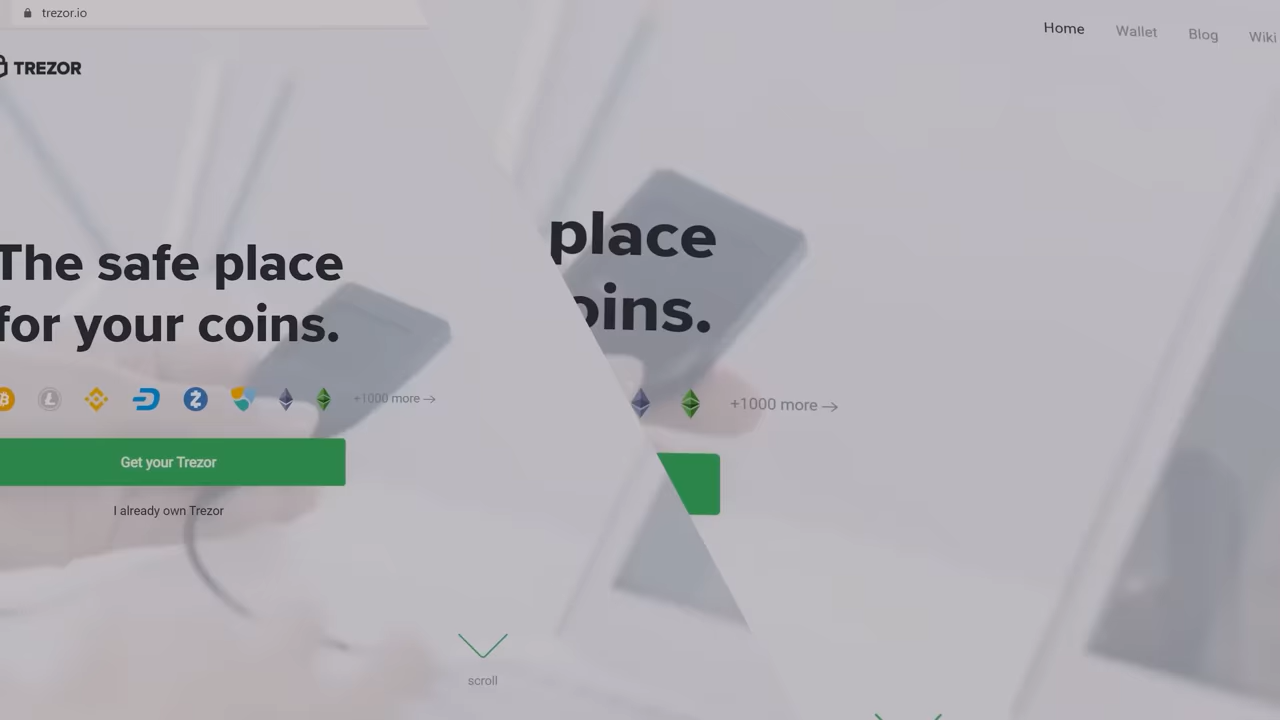 trezor.io
TREZOR
Home Wallet Blog Wiki
The safe place
for your coins.
+1000 more →
Get your Trezor
I already own Trezor
scroll
place
oins.
+1000 more →